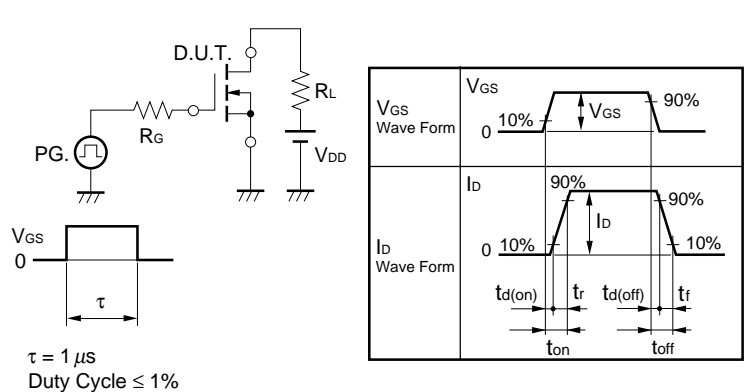 D.U.T.
RL
RG
PG.
VDD
VGS
0
τ
τ = 1 μs
Duty Cycle ≤ 1%
VGS
Wave Form
VGS
10%
0
VGS
90%
ID
Wave Form
ID
90%
90%
ID
0
10%
10%
td(on)
tr
td(off)
tf
ton
toff